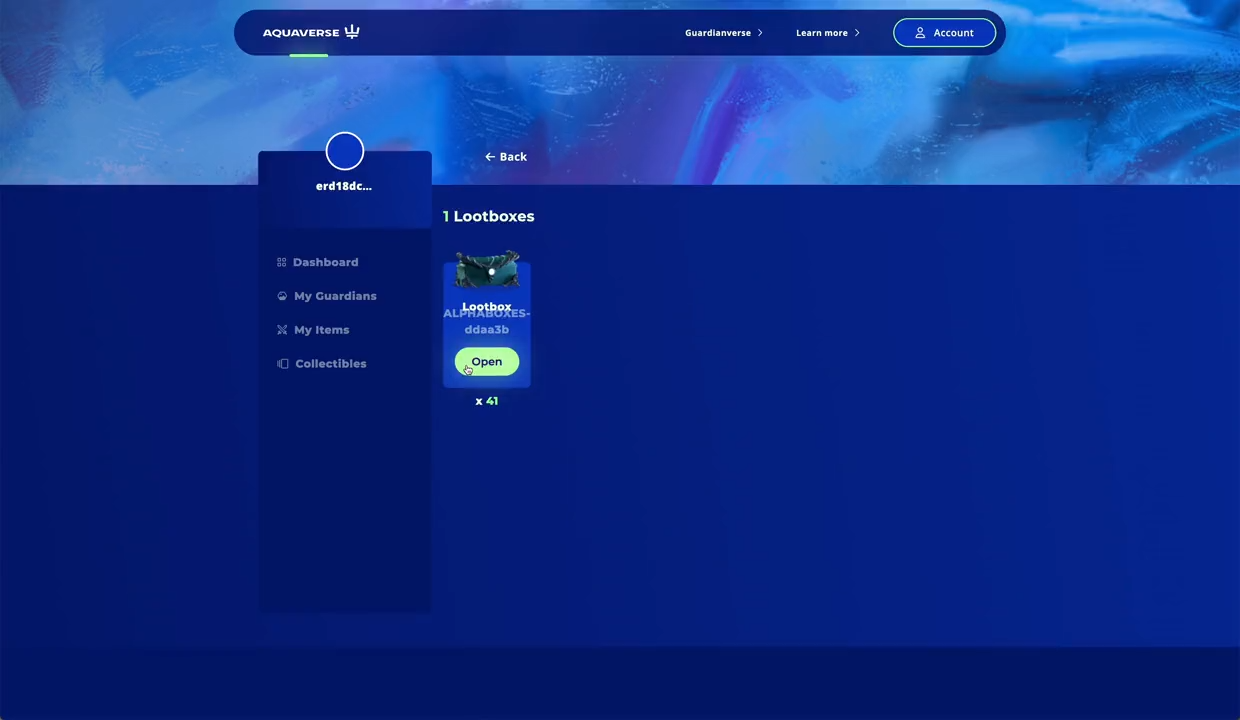 AQUAVERSE
Guardianverse
Learn more
Account
Back
erd18dc...
1 Lootboxes
Dashboard
My Guardians
My Items
Collectibles
Lootbox
ALPHABOXES-
ddaa3b
Open
x 41